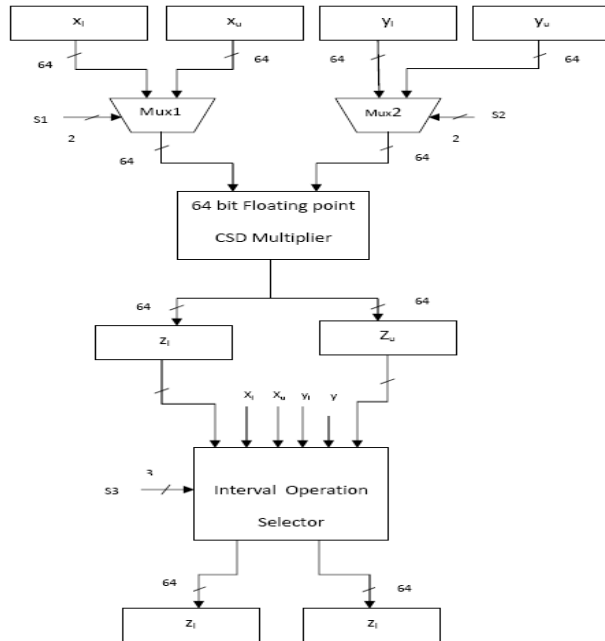 xₗ xᵤ yₗ yᵤ
64 64 64 64
Mux1 Mux2
S1 S2
2 2
64 64
64 bit Floating point
CSD Multiplier
64 64
zₗ Zᵤ
xₗ xᵤ yₗ y
3
S3
Interval Operation
Selector
64 64
zₗ zₗ